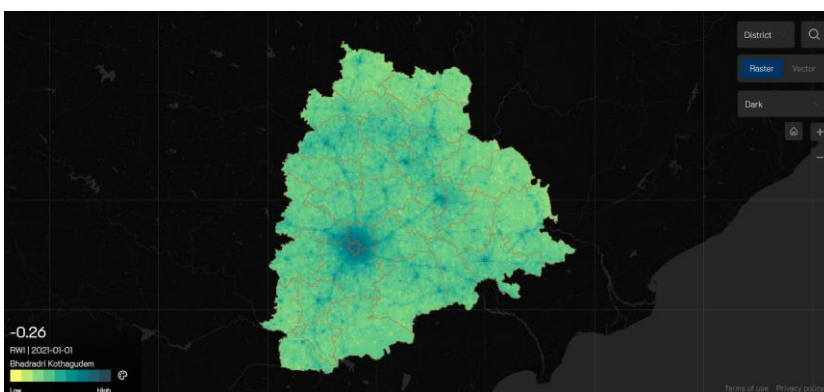 District
Raster Vector
Dark
+
−
-0.26
RWI | 2021-01-01
Bhadradri Kothagudem
Low High
Terms of use Privacy policy